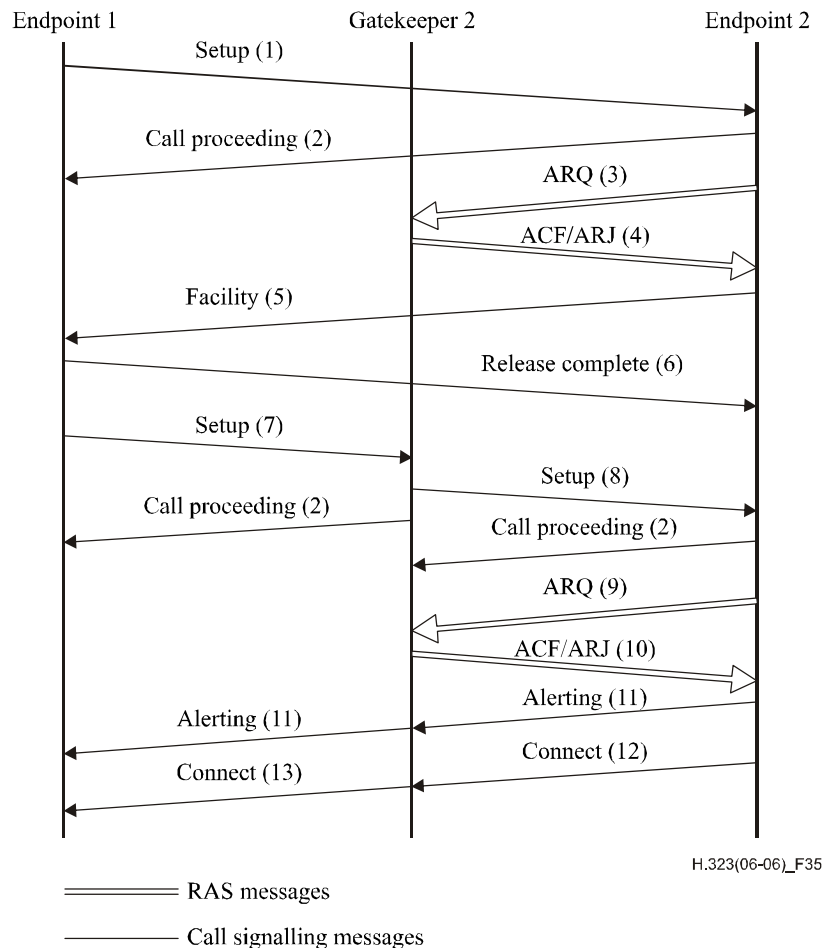 Endpoint 1
Gatekeeper 2
Endpoint 2
Setup (1)
Call proceeding (2)
ARQ (3)
ACF/ARJ (4)
Facility (5)
Release complete (6)
Setup (7)
Setup (8)
Call proceeding (2)
Call proceeding (2)
ARQ (9)
ACF/ARJ (10)
Alerting (11)
Alerting (11)
Connect (12)
Connect (13)
H.323(06-06)_F35
RAS messages
Call signalling messages